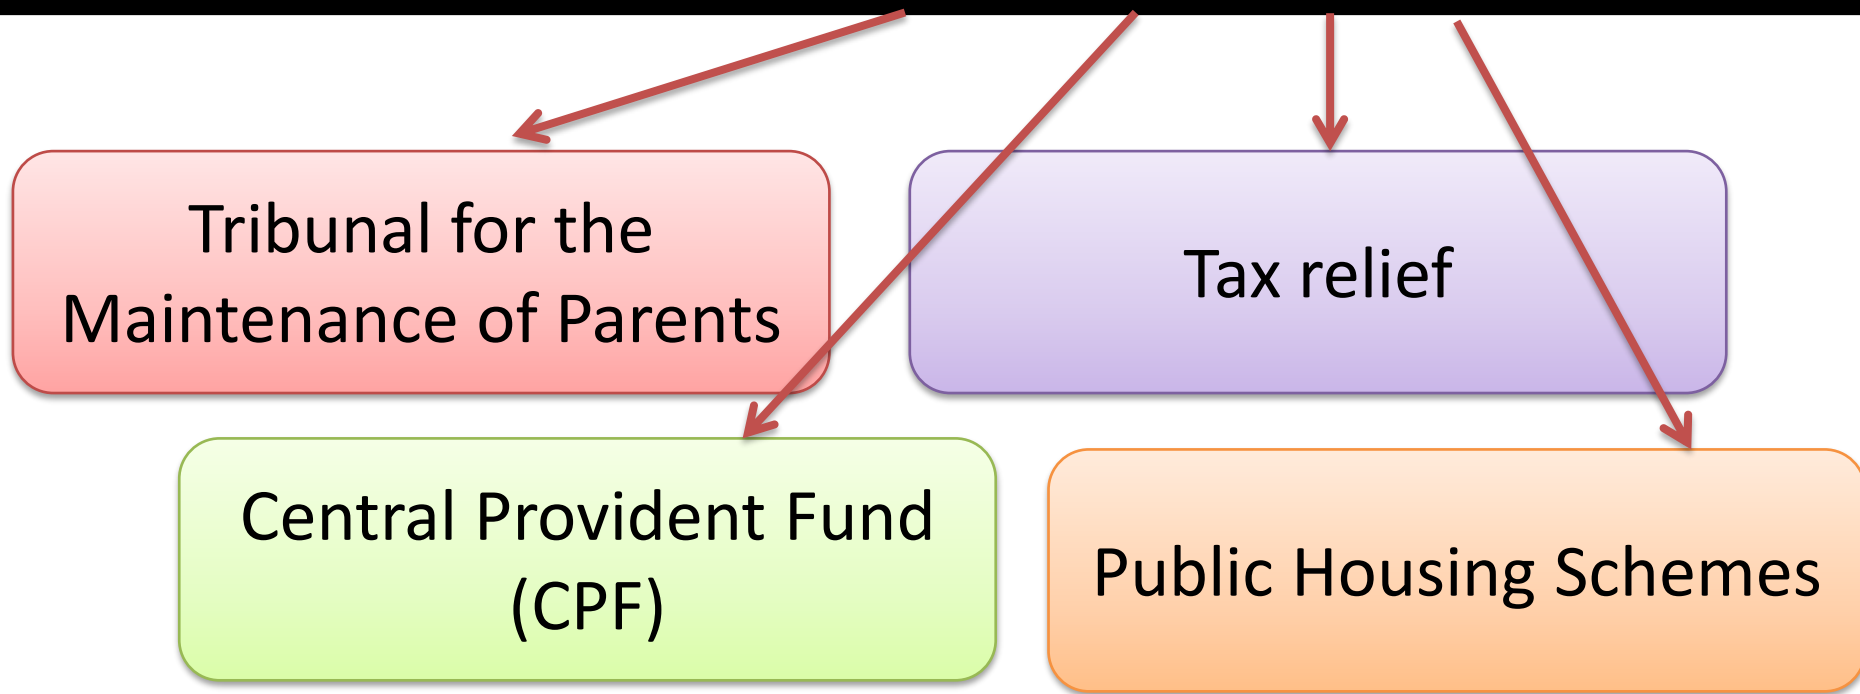 Tribunal for the
Maintenance of Parents
Tax relief
Central Provident Fund
(CPF)
Public Housing Schemes